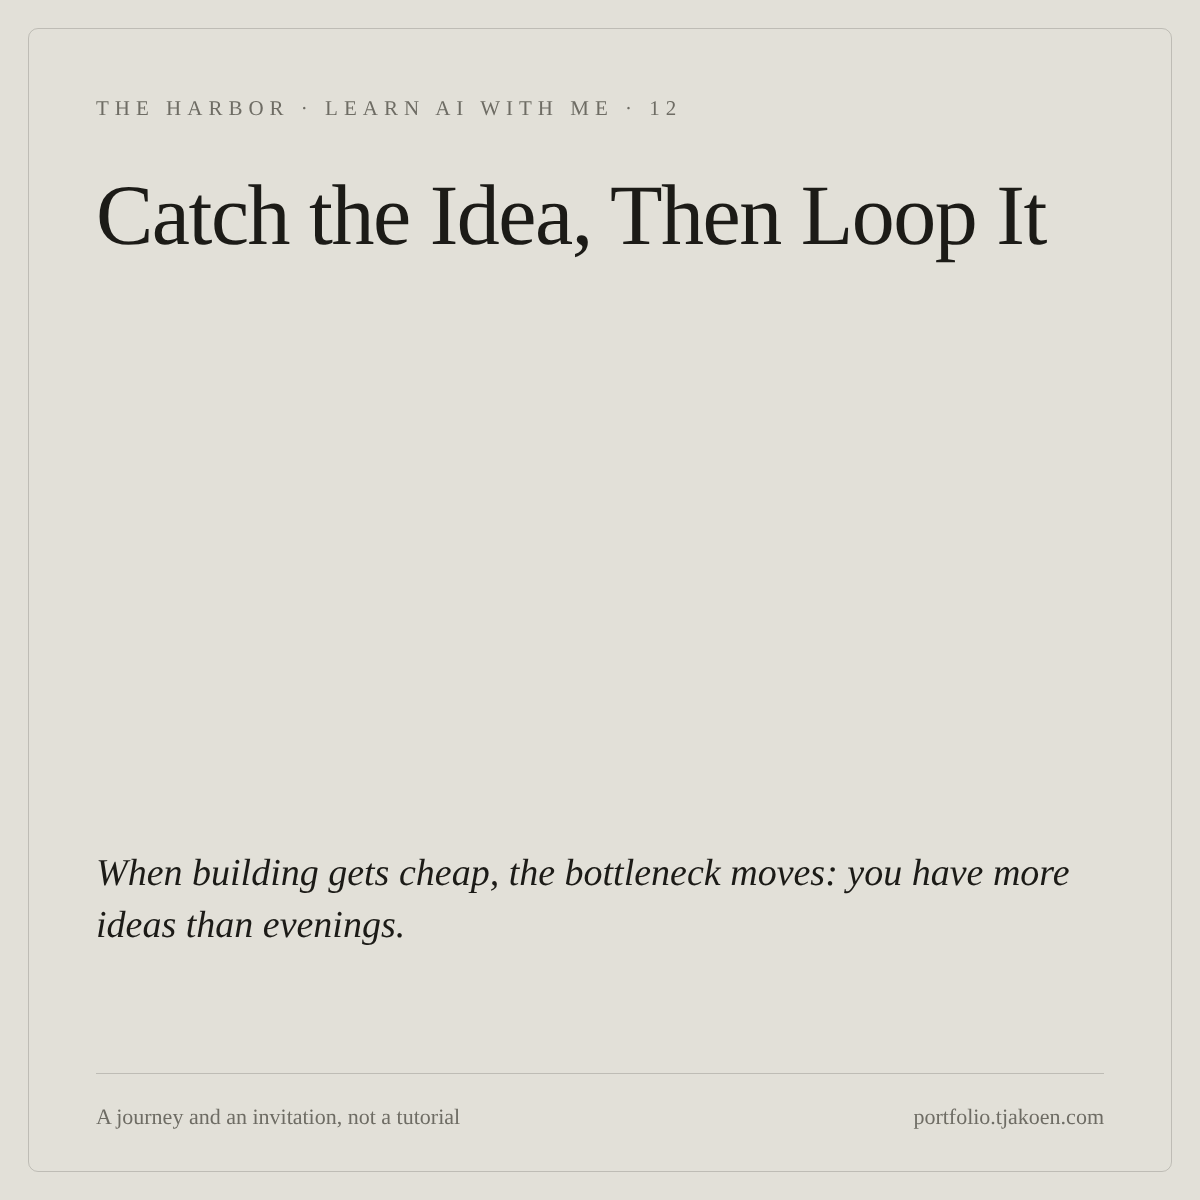 THE HARBOR · LEARN AI WITH ME · 12
Catch the Idea, Then Loop It
When building gets cheap, the bottleneck moves: you have more
ideas than evenings.
A journey and an invitation, not a tutorial
portfolio.tjakoen.com